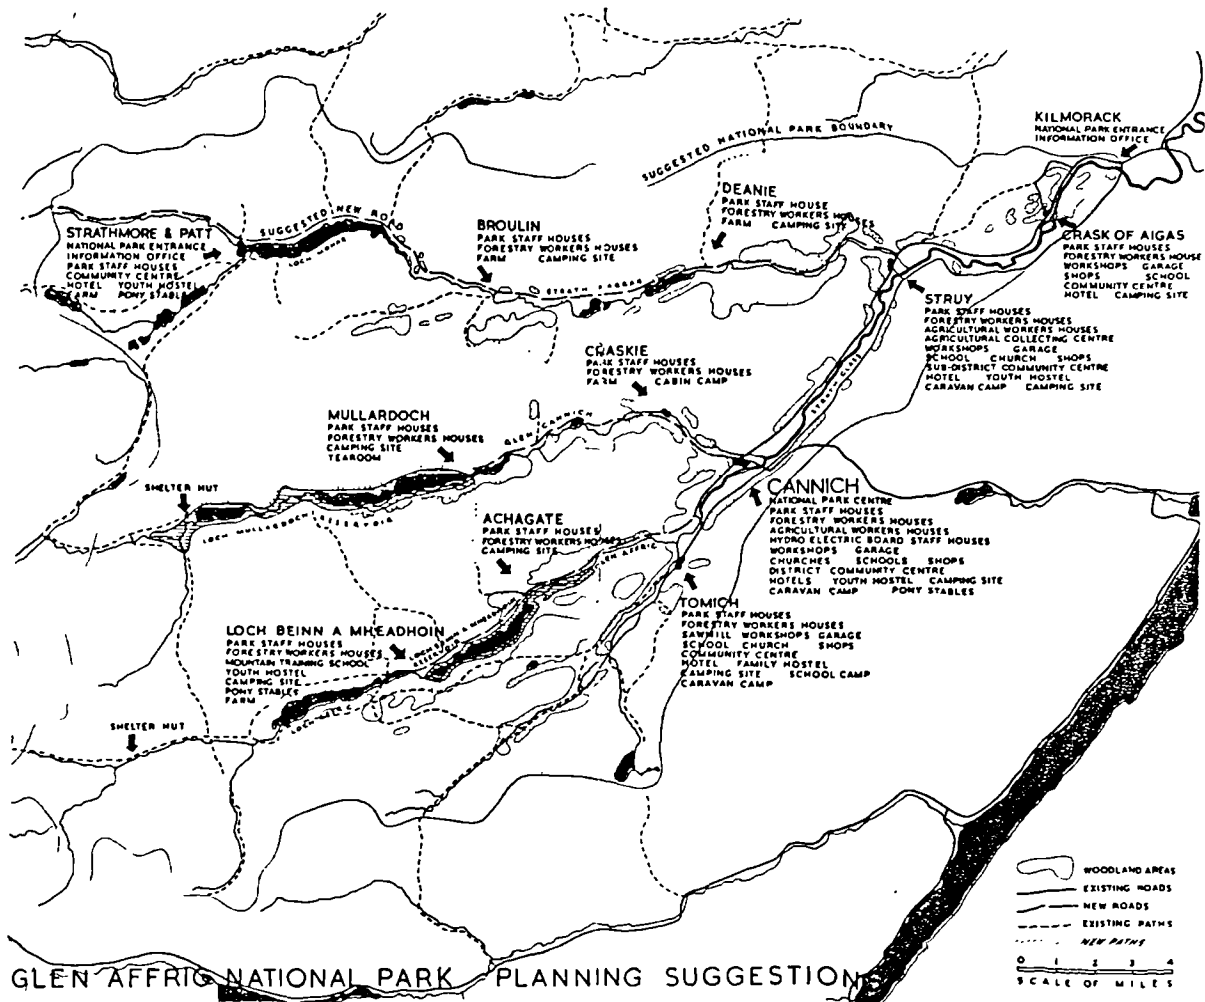 SUGGESTED NATIONAL PARK BOUNDARY
KILMORACK
NATIONAL PARK ENTRANCE
INFORMATION OFFICE
STRATHMORE & PATT
NATIONAL PARK ENTRANCE
INFORMATION OFFICE
PARK STAFF HOUSES
COMMUNITY CENTRE
HOTEL YOUTH HOSTEL
FARM PONY STABLES
SUGGESTED NEW ROAD
LOCH
BROULIN
PARK STAFF HOUSES
FORESTRY WORKERS HOUSES
FARM CAMPING SITE
DEANIE
PARK STAFF HOUSE
FORESTRY WORKERS HOUSES
FARM CAMPING SITE
CRASK OF AIGAS
PARK STAFF HOUSES
FORESTRY WORKERS HOUSE
WORKSHOPS GARAGE
SHOPS SCHOOL
COMMUNITY CENTRE
HOTEL CAMPING SITE
STRATH
STRUY
PARK STAFF HOUSES
FORESTRY WORKERS HOUSES
AGRICULTURAL WORKERS HOUSES
AGRICULTURAL COLLECTING CENTRE
WORKSHOPS GARAGE
SCHOOL CHURCH SHOPS
SUB-DISTRICT COMMUNITY CENTRE
HOTEL YOUTH HOSTEL
CARAVAN CAMP CAMPING SITE
CHASKIE
PARK STAFF HOUSES
FORESTRY WORKERS HOUSES
FARM CABIN CAMP
STRATH GLASS
MULLARDOCH
PARK STAFF HOUSES
FORESTRY WORKERS HOUSES
CAMPING SITE
TEAROOM
GLEN CANNICH
SHELTER HUT
LOCH MULLARDOCH RESERVOIR
CANNICH
NATIONAL PARK CENTRE
PARK STAFF HOUSES
FORESTRY WORKERS HOUSES
AGRICULTURAL WORKERS HOUSES
HYDRO ELECTRIC BOARD STAFF HOUSES
WORKSHOPS GARAGE
CHURCHES SCHOOLS SHOPS
DISTRICT COMMUNITY CENTRE
HOTELS YOUTH HOSTEL CAMPING SITE
CARAVAN CAMP PONY STABLES
ACHAGATE
PARK STAFF HOUSES
FORESTRY WORKERS HOUSES
CAMPING SITE
GLEN AFFRIC
TOMICH
PARK STAFF HOUSES
FORESTRY WORKERS HOUSES
SAWMILL WORKSHOPS GARAGE
SCHOOL CHURCH SHOPS
COMMUNITY CENTRE
HOTEL FAMILY HOSTEL
CAMPING SITE SCHOOL CAMP
CARAVAN CAMP
LOCH BEINN A MHEADHOIN
PARK STAFF HOUSES
FORESTRY WORKERS HOUSES
MOUNTAIN TRAINING SCHOOL
YOUTH HOSTEL
CAMPING SITE
PONY STABLES
FARM
SHELTER HUT
WOODLAND AREAS
EXISTING ROADS
NEW ROADS
EXISTING PATHS
NEW PATHS
0 1 2 3 4
SCALE OF MILES
GLEN AFFRIC NATIONAL PARK PLANNING SUGGESTION